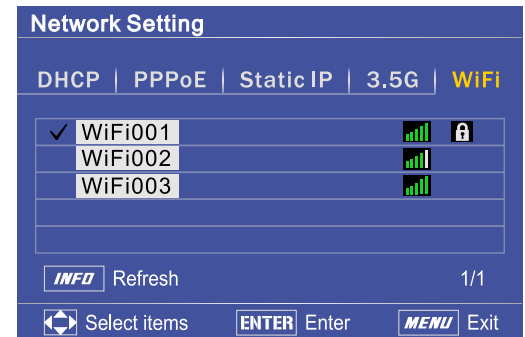 Network Setting
DHCP | PPPoE | Static IP | 3.5G | WiFi
WiFi001
WiFi002
WiFi003
INFO Refresh 1/1
Select items ENTER Enter MENU Exit